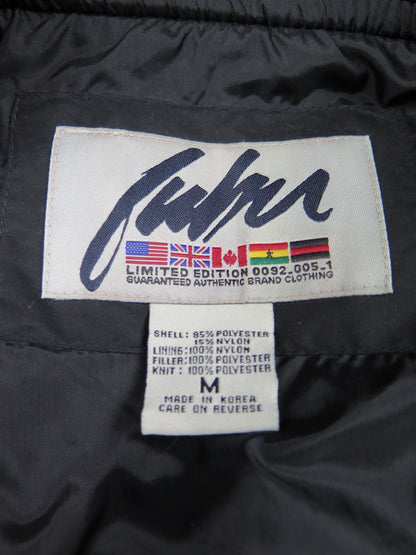 LIMITED EDITION 0092_005_1
GUARANTEED AUTHENTIC BRAND CLOTHING
SHELL: 85% POLYESTER
15% NYLON
LINING: 100% NYLON
FILLER: 100% POLYESTER
KNIT: 100% POLYESTER
M
MADE IN KOREA
CARE ON REVERSE